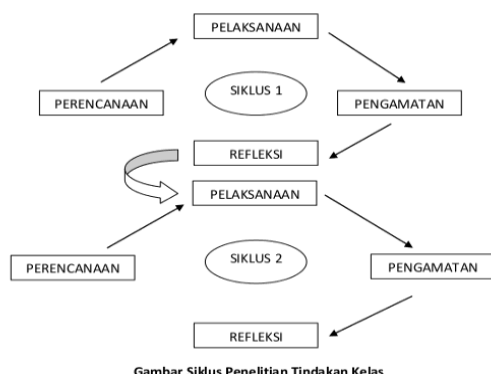 PELAKSANAAN
SIKLUS 1
PERENCANAAN
PENGAMATAN
REFLEKSI
PELAKSANAAN
SIKLUS 2
PERENCANAAN
PENGAMATAN
REFLEKSI
Gambar Siklus Penelitian Tindakan Kelas